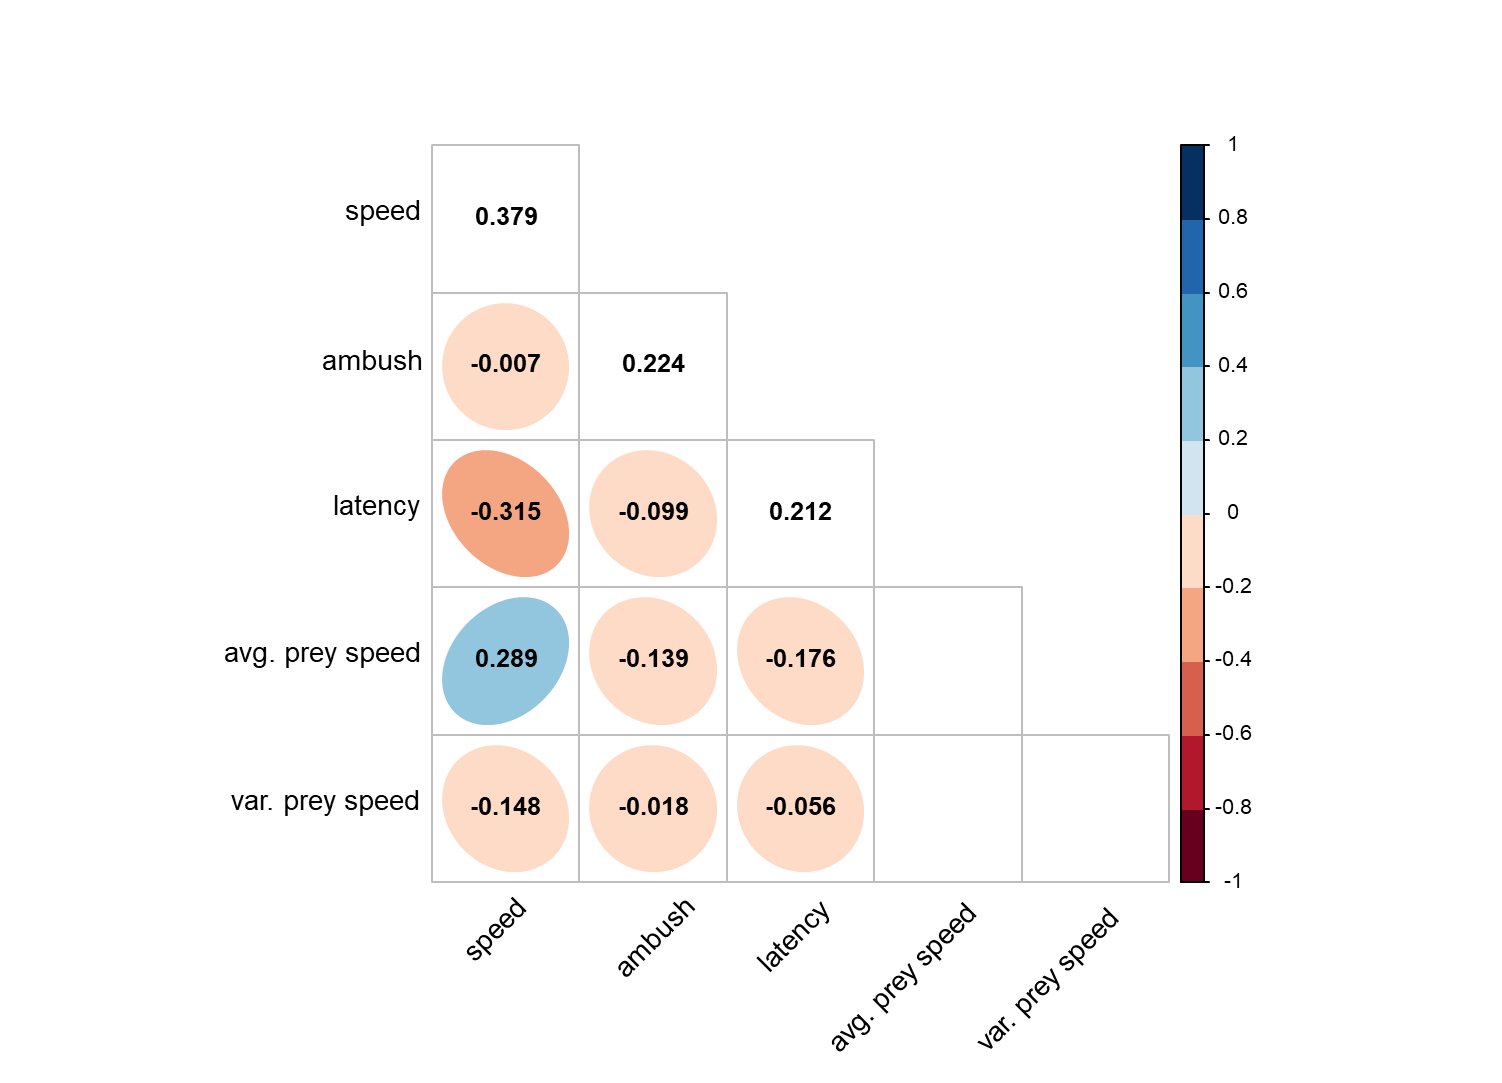 speed 0.379
ambush -0.007 0.224
latency -0.315 -0.099 0.212
avg. prey speed 0.289 -0.139 -0.176
var. prey speed -0.148 -0.018 -0.056
speed ambush latency avg. prey speed var. prey speed
1
0.8
0.6
0.4
0.2
0
-0.2
-0.4
-0.6
-0.8
-1